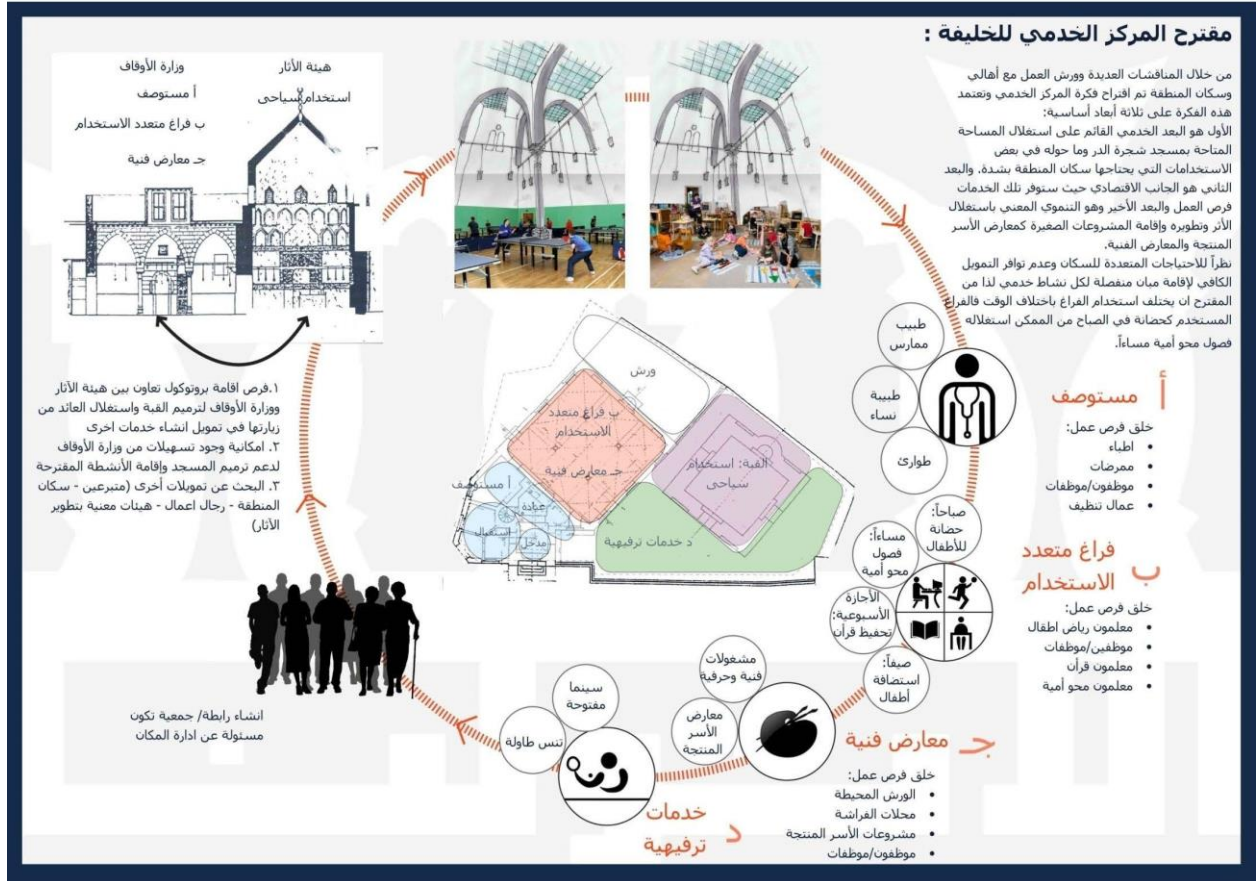 مقترح المركز الخدمي للخليفة :
من خلال المناقشات العديدة وورش العمل مع أهالي
وسكان المنطقة تم اقتراح فكرة المركز الخدمي وتعتمد
هذه الفكرة على ثلاثة أبعاد أساسية:
الأول هو البعد الخدمي القائم على استغلال المساحة
المتاحة بمسجد شجرة الدر وما حوله في بعض
الاستخدامات التي يحتاجها سكان المنطقة بشدة، والبعد
الثاني هو الجانب الاقتصادي حيث ستوفر تلك الخدمات
فرص العمل والبعد الأخير وهو التنموي المعني باستغلال
الأثر وتطويره وإقامة المشروعات الصغيرة كمعارض الأسر
المنتجة والمعارض الفنية.
نظراً للاحتياجات المتعددة للسكان وعدم توافر التمويل
الكافي لإقامة مبان منفصلة لكل نشاط خدمي لذا من
المقترح ان يختلف استخدام الفراغ باختلاف الوقت فالفراغ
المستخدم كحضانة في الصباح من الممكن استغلاله
فصول محو أمية مساءاً.
هيئة الأثار
وزارة الأوقاف
استخدام سياحى
أ مستوصف
ب فراغ متعدد الاستخدام
جـ معارض فنية
١.فرص اقامة بروتوكول تعاون بين هيئة الآثار
ووزارة الأوقاف لترميم القبة واستغلال العائد من
زيارتها في تمويل انشاء خدمات اخرى
٢. امكانية وجود تسهيلات من وزارة الأوقاف
لدعم ترميم المسجد وإقامة الأنشطة المقترحة
٣. البحث عن تمويلات أخرى (متبرعين - سكان
المنطقة - رجال اعمال - هيئات معنية بتطوير
الأثار)
ورش
ب فراغ متعدد
الاستخدام
جـ معارض فنية
القبة: استخدام
سياحى
أ مستوصف
عيادة
استقبال
مدخل
د خدمات ترفيهية
طبيب
ممارس
طبيبة
نساء
طوارئ
أ مستوصف
خلق فرص عمل:
• اطباء
• ممرضات
• موظفون/موظفات
• عمال تنظيف
صباحاً:
حضانة
للأطفال
مساءاً:
فصول
محو أمية
الأجازة
الأسبوعية:
تحفيظ قرأن
صيفاً:
استضافة
أطفال
ب فراغ متعدد
الاستخدام
خلق فرص عمل:
• معلمون رياض اطفال
• موظفين/موظفات
• معلمون قرأن
• معلمون محو أمية
مشغولات
فنية وحرفية
معارض
الأسر
المنتجة
جـ معارض فنية
خلق فرص عمل:
• الورش المحيطة
• محلات الفراشة
• مشروعات الأسر المنتجة
• موظفون/موظفات
سينما
مفتوحة
تنس طاولة
د خدمات
ترفيهية
انشاء رابطة/ جمعية تكون
مسئولة عن ادارة المكان